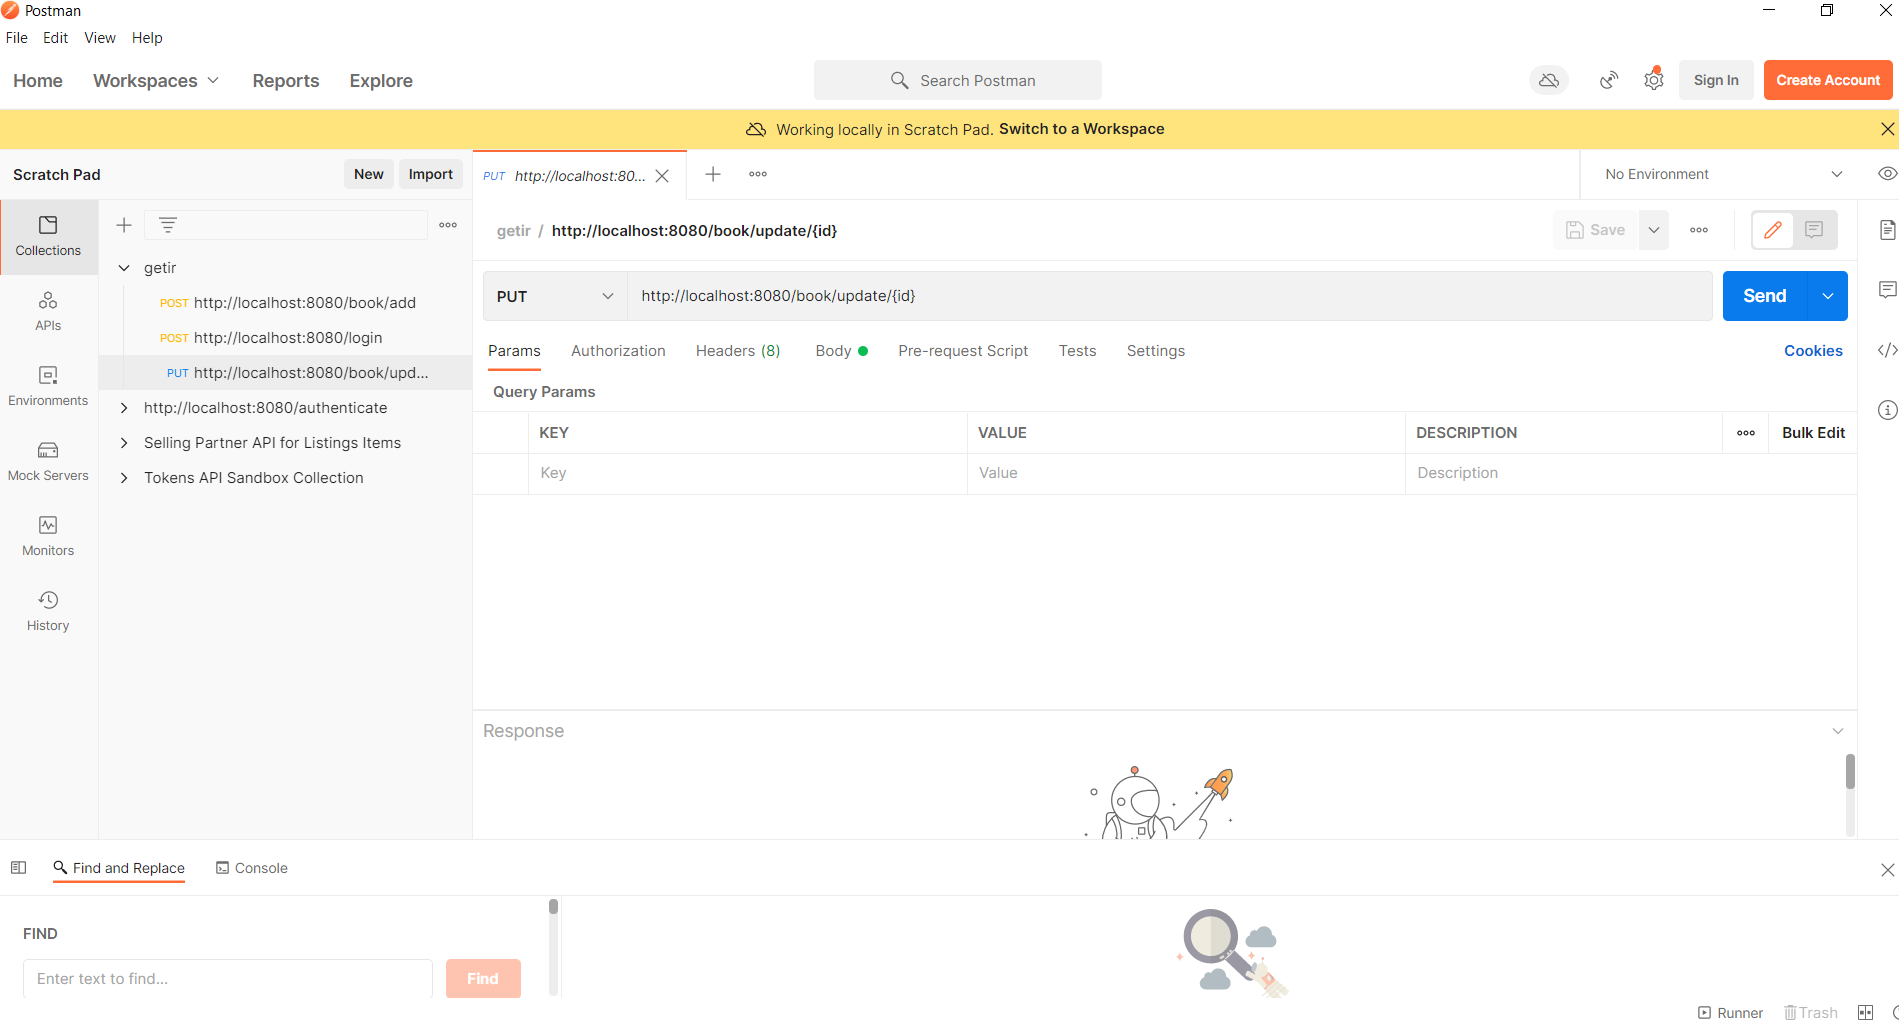 Postman
File Edit View Help
Home Workspaces Reports Explore Search Postman Sign In Create Account
Working locally in Scratch Pad. Switch to a Workspace
Scratch Pad New Import
PUT http://localhost:80... No Environment
Collections
APIs
Environments
Mock Servers
Monitors
History
getir
POST http://localhost:8080/book/add
POST http://localhost:8080/login
PUT http://localhost:8080/book/upd...
http://localhost:8080/authenticate
Selling Partner API for Listings Items
Tokens API Sandbox Collection
getir / http://localhost:8080/book/update/{id} Save
PUT http://localhost:8080/book/update/{id} Send
Params Authorization Headers (8) Body Pre-request Script Tests Settings Cookies
Query Params
KEY VALUE DESCRIPTION Bulk Edit
Key Value Description
Response
Find and Replace Console
FIND
Enter text to find... Find
Runner Trash